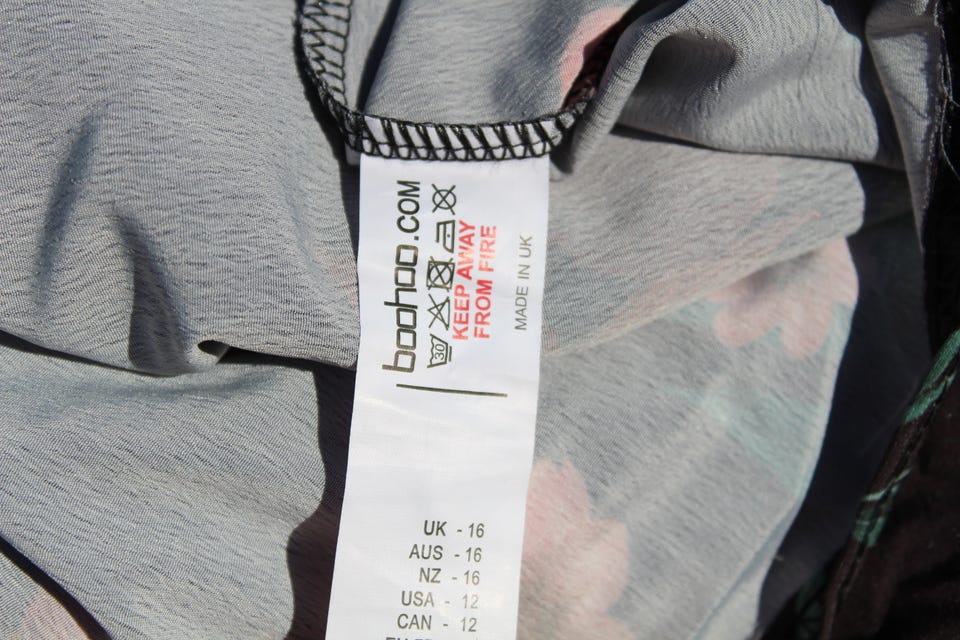 boohoo.COM
30
KEEP AWAY
FROM FIRE
MADE IN UK
UK - 16
AUS - 16
NZ - 16
USA - 12
CAN - 12